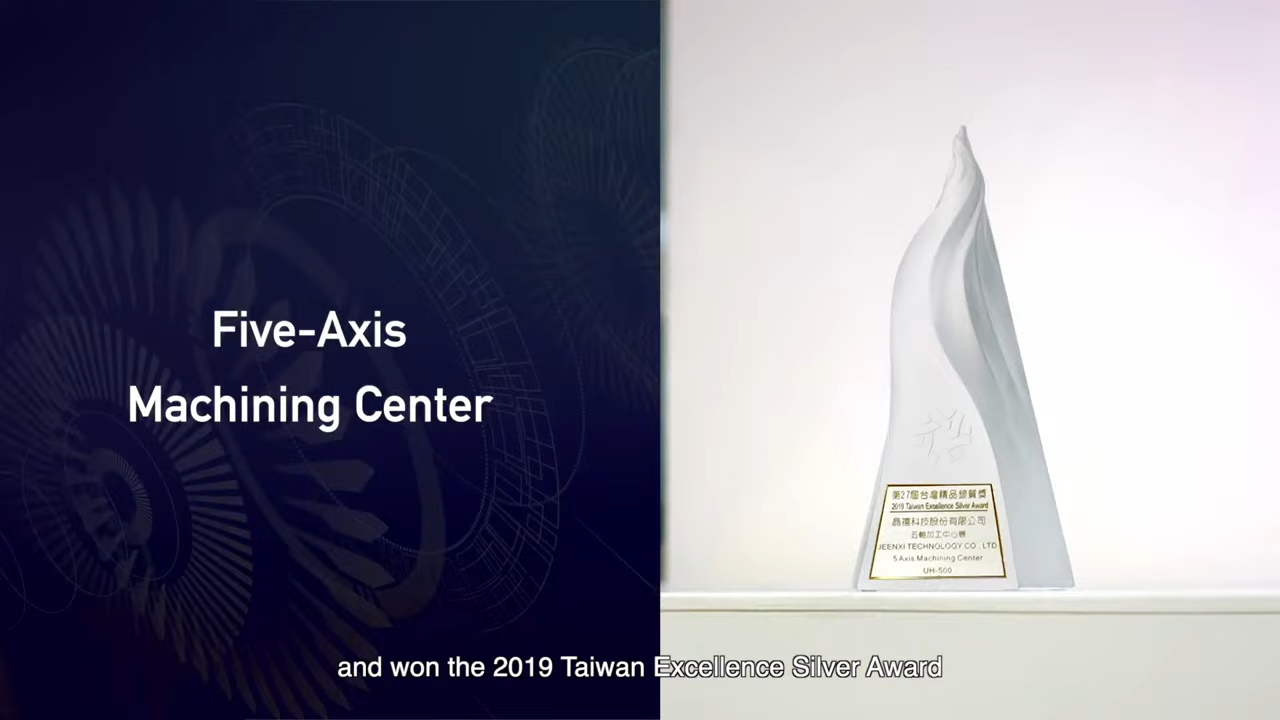 Five-Axis
Machining Center
第27屆台灣精品銀質獎
2019 Taiwan Excellence Silver Award
晶禧科技股份有限公司
五軸加工中心機
JEENXI TECHNOLOGY CO., LTD
5 Axis Machining Center
UH-500
and won the 2019 Taiwan Excellence Silver Award